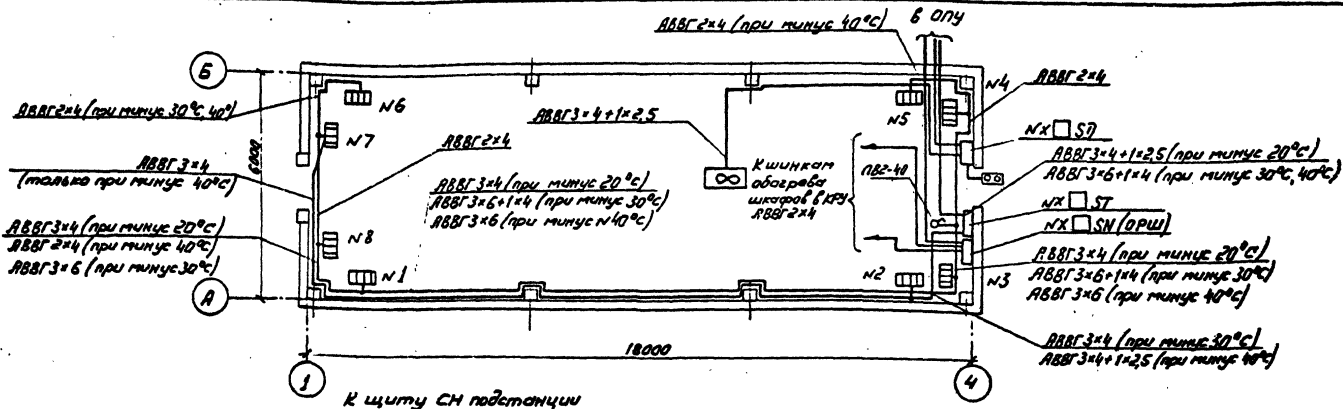 АВВГ 2×4 (при минус 40°С)
в ОПУ
Б
N6
N4
АВВГ 2×4
АВВГ 2×4 (при минус 30°С, 40°)
N7
АВВГ 3×4+1×2,5
N5
NХ □ SП
АВВГ 3×4
(только при минус 40°С)
АВВГ 2×4
6000
К шинкам
обогрева
шкафов в КРУ
АВВГ 2×4
ПВ2-40
АВВГ 3×4+1×2,5 (при минус 20°С)
АВВГ 3×6+1×4 (при минус 30°С, 40°С)
АВВГ 3×4 (при минус 20°С)
АВВГ 3×6+1×4 (при минус 30°С)
АВВГ 3×6 (при минус N40°С)
NХ □ SТ
NХ □ SN (ОРШ)
АВВГ 3×4 (при минус 20°С)
АВВГ 2×4 (при минус 40°С)
АВВГ 3×6 (при минус 30°С)
N8
N1
N2
N3
АВВГ 3×4 (при минус 20°С)
АВВГ 3×6+1×4 (при минус 30°С)
АВВГ 3×6 (при минус 40°С)
А
АВВГ 3×4 (при минус 30°С)
АВВГ 3×4+1×2,5 (при минус 40°С)
18000
1
4
К щиту СН подстанции